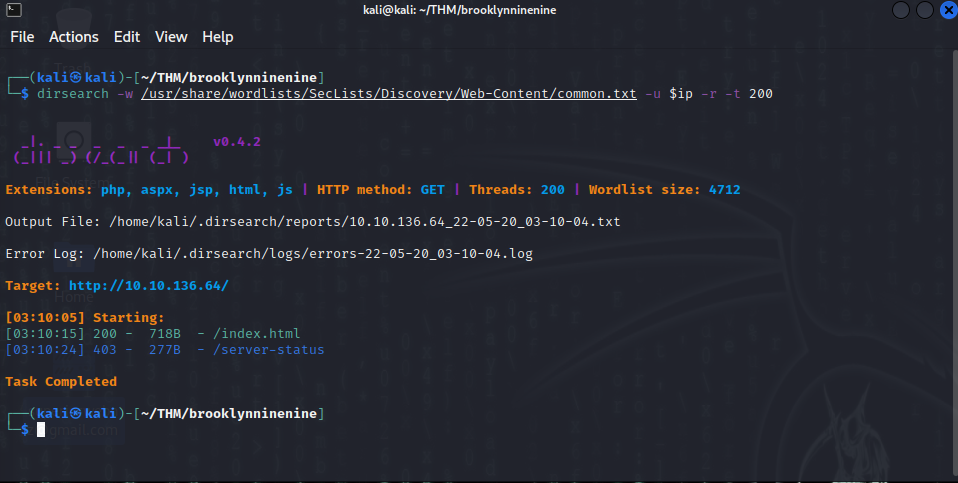 kali@kali: ~/THM/brooklynninenine
File Actions Edit View Help
┌──(kali㉿kali)-[~/THM/brooklynninenine]
└─$ dirsearch -w /usr/share/wordlists/SecLists/Discovery/Web-Content/common.txt -u $ip -r -t 200
v0.4.2
Extensions: php, aspx, jsp, html, js | HTTP method: GET | Threads: 200 | Wordlist size: 4712
Output File: /home/kali/.dirsearch/reports/10.10.136.64_22-05-20_03-10-04.txt
Error Log: /home/kali/.dirsearch/logs/errors-22-05-20_03-10-04.log
Target: http://10.10.136.64/
[03:10:05] Starting:
[03:10:15] 200 -  718B  - /index.html
[03:10:24] 403 -  277B  - /server-status
Task Completed
┌──(kali㉿kali)-[~/THM/brooklynninenine]
└─$
Trash
File System
Home